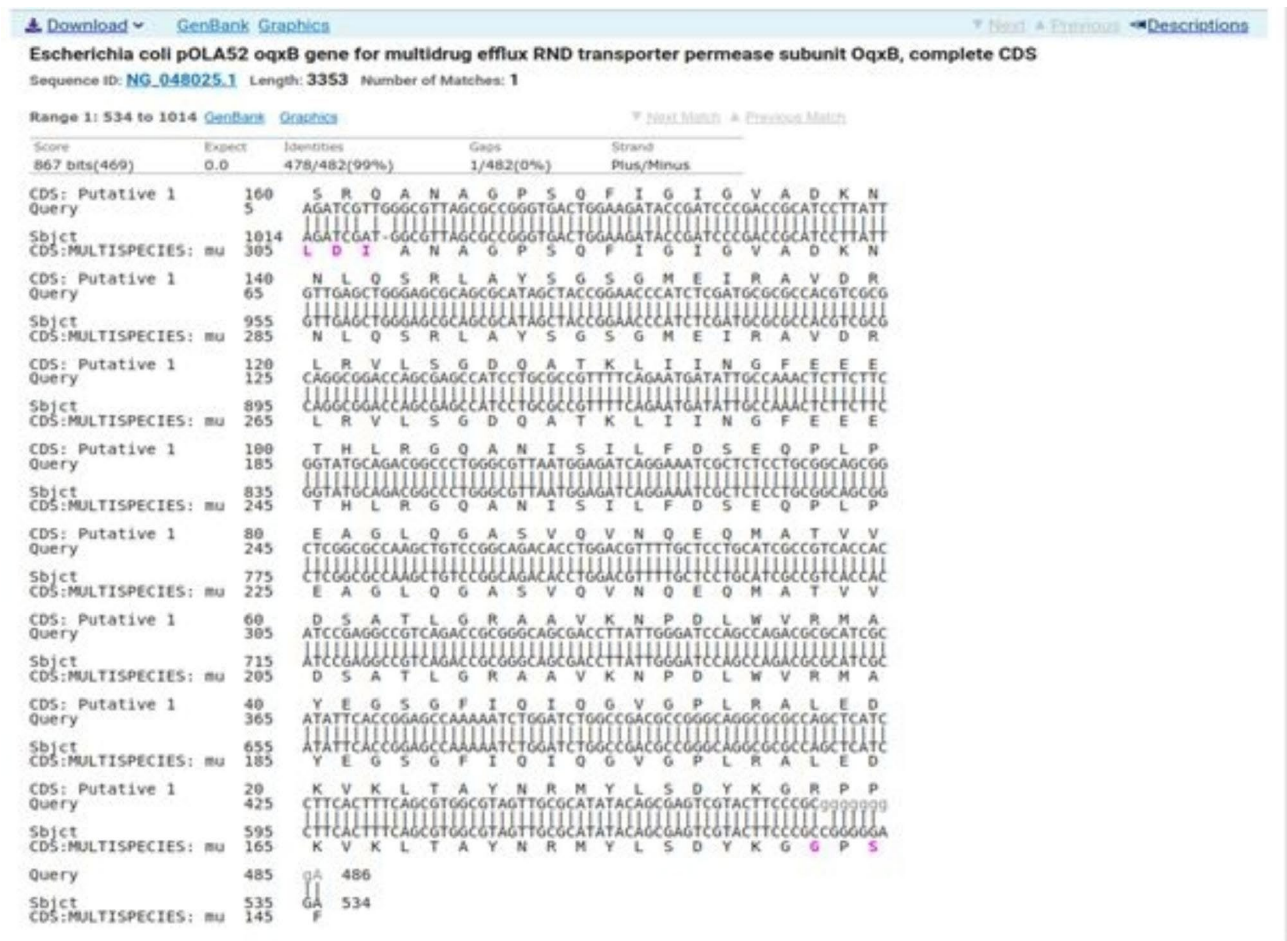 Download GenBank Graphics Next Previous Descriptions
Escherichia coli pOLA52 oqxB gene for multidrug efflux RND transporter permease subunit OqxB, complete CDS
Sequence ID: NG_048025.1 Length: 3353 Number of Matches: 1
Range 1: 534 to 1014 GenBank Graphics Next Match Previous Match
Score Expect Identities Gaps Strand
867 bits(469) 0.0 478/482(99%) 1/482(0%) Plus/Minus
CDS: Putative 1 160 S R Q A N A G P S Q F I G I G V A D K N
Query 5 AGATCGTTGGGCGTTAGCGCCGGGTGACTGGAAGATACCGATCCCGACCGCATCCTTATT
Sbjct 1014 AGATCGAT-GGCGTTAGCGCCGGGTGACTGGAAGATACCGATCCCGACCGCATCCTTATT
CDS:MULTISPECIES: mu 305 L D I A N A G P S Q F I G I G V A D K N
CDS: Putative 1 140 N L Q S R L A Y S G S G M E I R A V D R
Query 65 GTTGAGCTGGGAGCGCAGCGCATAGCTACCGGAACCCATCTCGATGCGCGCCACGTCGCG
Sbjct 955 GTTGAGCTGGGAGCGCAGCGCATAGCTACCGGAACCCATCTCGATGCGCGCCACGTCGCG
CDS:MULTISPECIES: mu 285 N L Q S R L A Y S G S G M E I R A V D R
CDS: Putative 1 120 L R V L S G D Q A T K L I I N G F E E E
Query 125 CAGGCGGACCAGCGAGCCATCCTGCGCCGTTTTCAGAATGATATTGCCAAACTCTTCTTC
Sbjct 895 CAGGCGGACCAGCGAGCCATCCTGCGCCGTTTTCAGAATGATATTGCCAAACTCTTCTTC
CDS:MULTISPECIES: mu 265 L R V L S G D Q A T K L I I N G F E E E
CDS: Putative 1 100 T H L R G Q A N I S I L F D S E Q P L P
Query 185 GGTATGCAGACGGCCCTGGGCGTTAATGGAGATCAGGAAATCGCTCTCCTGCGGCAGCGG
Sbjct 835 GGTATGCAGACGGCCCTGGGCGTTAATGGAGATCAGGAAATCGCTCTCCTGCGGCAGCGG
CDS:MULTISPECIES: mu 245 T H L R G Q A N I S I L F D S E Q P L P
CDS: Putative 1 80 E A G L Q G A S V Q V N Q E Q M A T V V
Query 245 CTCGGCGCCAAGCTGTCCGGCAGACACCTGGACGTTTTGCTCCTGCATCGCCGTCACCAC
Sbjct 775 CTCGGCGCCAAGCTGTCCGGCAGACACCTGGACGTTTTGCTCCTGCATCGCCGTCACCAC
CDS:MULTISPECIES: mu 225 E A G L Q G A S V Q V N Q E Q M A T V V
CDS: Putative 1 60 D S A T L G R A A V K N P D L W V R M A
Query 305 ATCCGAGGCCGTCAGACCGCGGGCAGCGACCTTATTGGGATCCAGCCAGACGCGCATCGC
Sbjct 715 ATCCGAGGCCGTCAGACCGCGGGCAGCGACCTTATTGGGATCCAGCCAGACGCGCATCGC
CDS:MULTISPECIES: mu 205 D S A T L G R A A V K N P D L W V R M A
CDS: Putative 1 40 Y E G S G F I Q I Q G V G P L R A L E D
Query 365 ATATTCACCGGAGCCAAAAATCTGGATCTGGCCGACGCCGGGCAGGCGCGCCAGCTCATC
Sbjct 655 ATATTCACCGGAGCCAAAAATCTGGATCTGGCCGACGCCGGGCAGGCGCGCCAGCTCATC
CDS:MULTISPECIES: mu 185 Y E G S G F I Q I Q G V G P L R A L E D
CDS: Putative 1 20 K V K L T A Y N R M Y L S D Y K G R P P
Query 425 CTTCACTTTCAGCGTGGCGTAGTTGCGCATATACAGCGAGTCGTACTTCCCGCggggggg
Sbjct 595 CTTCACTTTCAGCGTGGCGTAGTTGCGCATATACAGCGAGTCGTACTTCCCGCCGGGGGA
CDS:MULTISPECIES: mu 165 K V K L T A Y N R M Y L S D Y K G G P S
Query 485 gA 486
Sbjct 535 GA 534
CDS:MULTISPECIES: mu 145 F